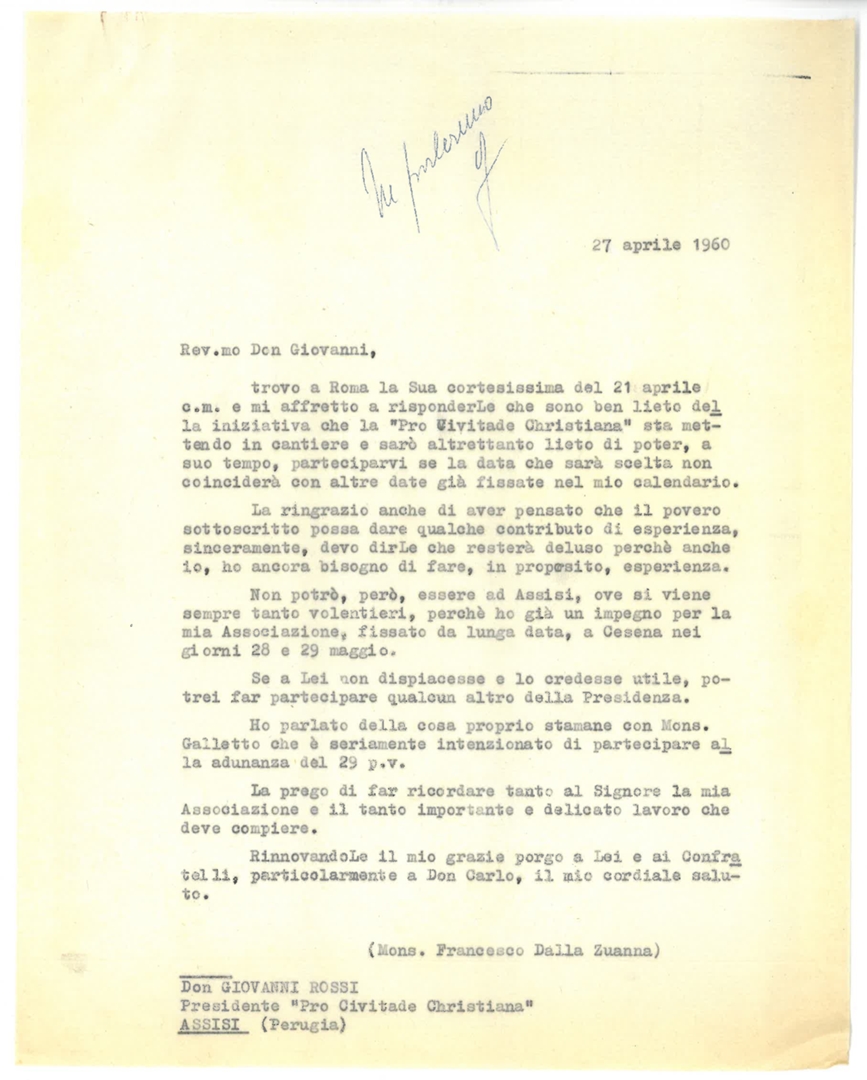 27 aprile 1960
Rev.mo Don Giovanni,
trovo a Roma la Sua cortesissima del 21 aprile
c.m. e mi affretto a risponderLe che sono ben lieto del
la iniziativa che la "Pro Civitade Christiana" sta met-
tendo in cantiere e sarò altrettanto lieto di poter, a
suo tempo, parteciparvi se la data che sarà scelta non
coinciderà con altre date già fissate nel mio calendario.
La ringrazio anche di aver pensato che il povero
sottoscritto possa dare qualche contributo di esperienza,
sinceramente, devo dirLe che resterà deluso perchè anche
io, ho ancora bisogno di fare, in proposito, esperienza.
Non potrò, però, essere ad Assisi, ove si viene
sempre tanto volentieri, perchè ho già un impegno per la
mia Associazione, fissato da lunga data, a Cesena nei
giorni 28 e 29 maggio.
Se a Lei non dispiacesse e lo credesse utile, po-
trei far partecipare qualcun altro della Presidenza.
Ho parlato della cosa proprio stamane con Mons.
Galletto che è seriamente intenzionato di partecipare al
la adunanza del 29 p.v.
La prego di far ricordare tanto al Signore la mia
Associazione e il tanto importante e delicato lavoro che
deve compiere.
RinnovandoLe il mio grazie porgo a Lei e ai Confra
telli, particolarmente a Don Carlo, il mio cordiale salu-
to.
(Mons. Francesco Dalla Zuanna)
Don GIOVANNI ROSSI
Presidente "Pro Civitade Christiana"
ASSISI (Perugia)